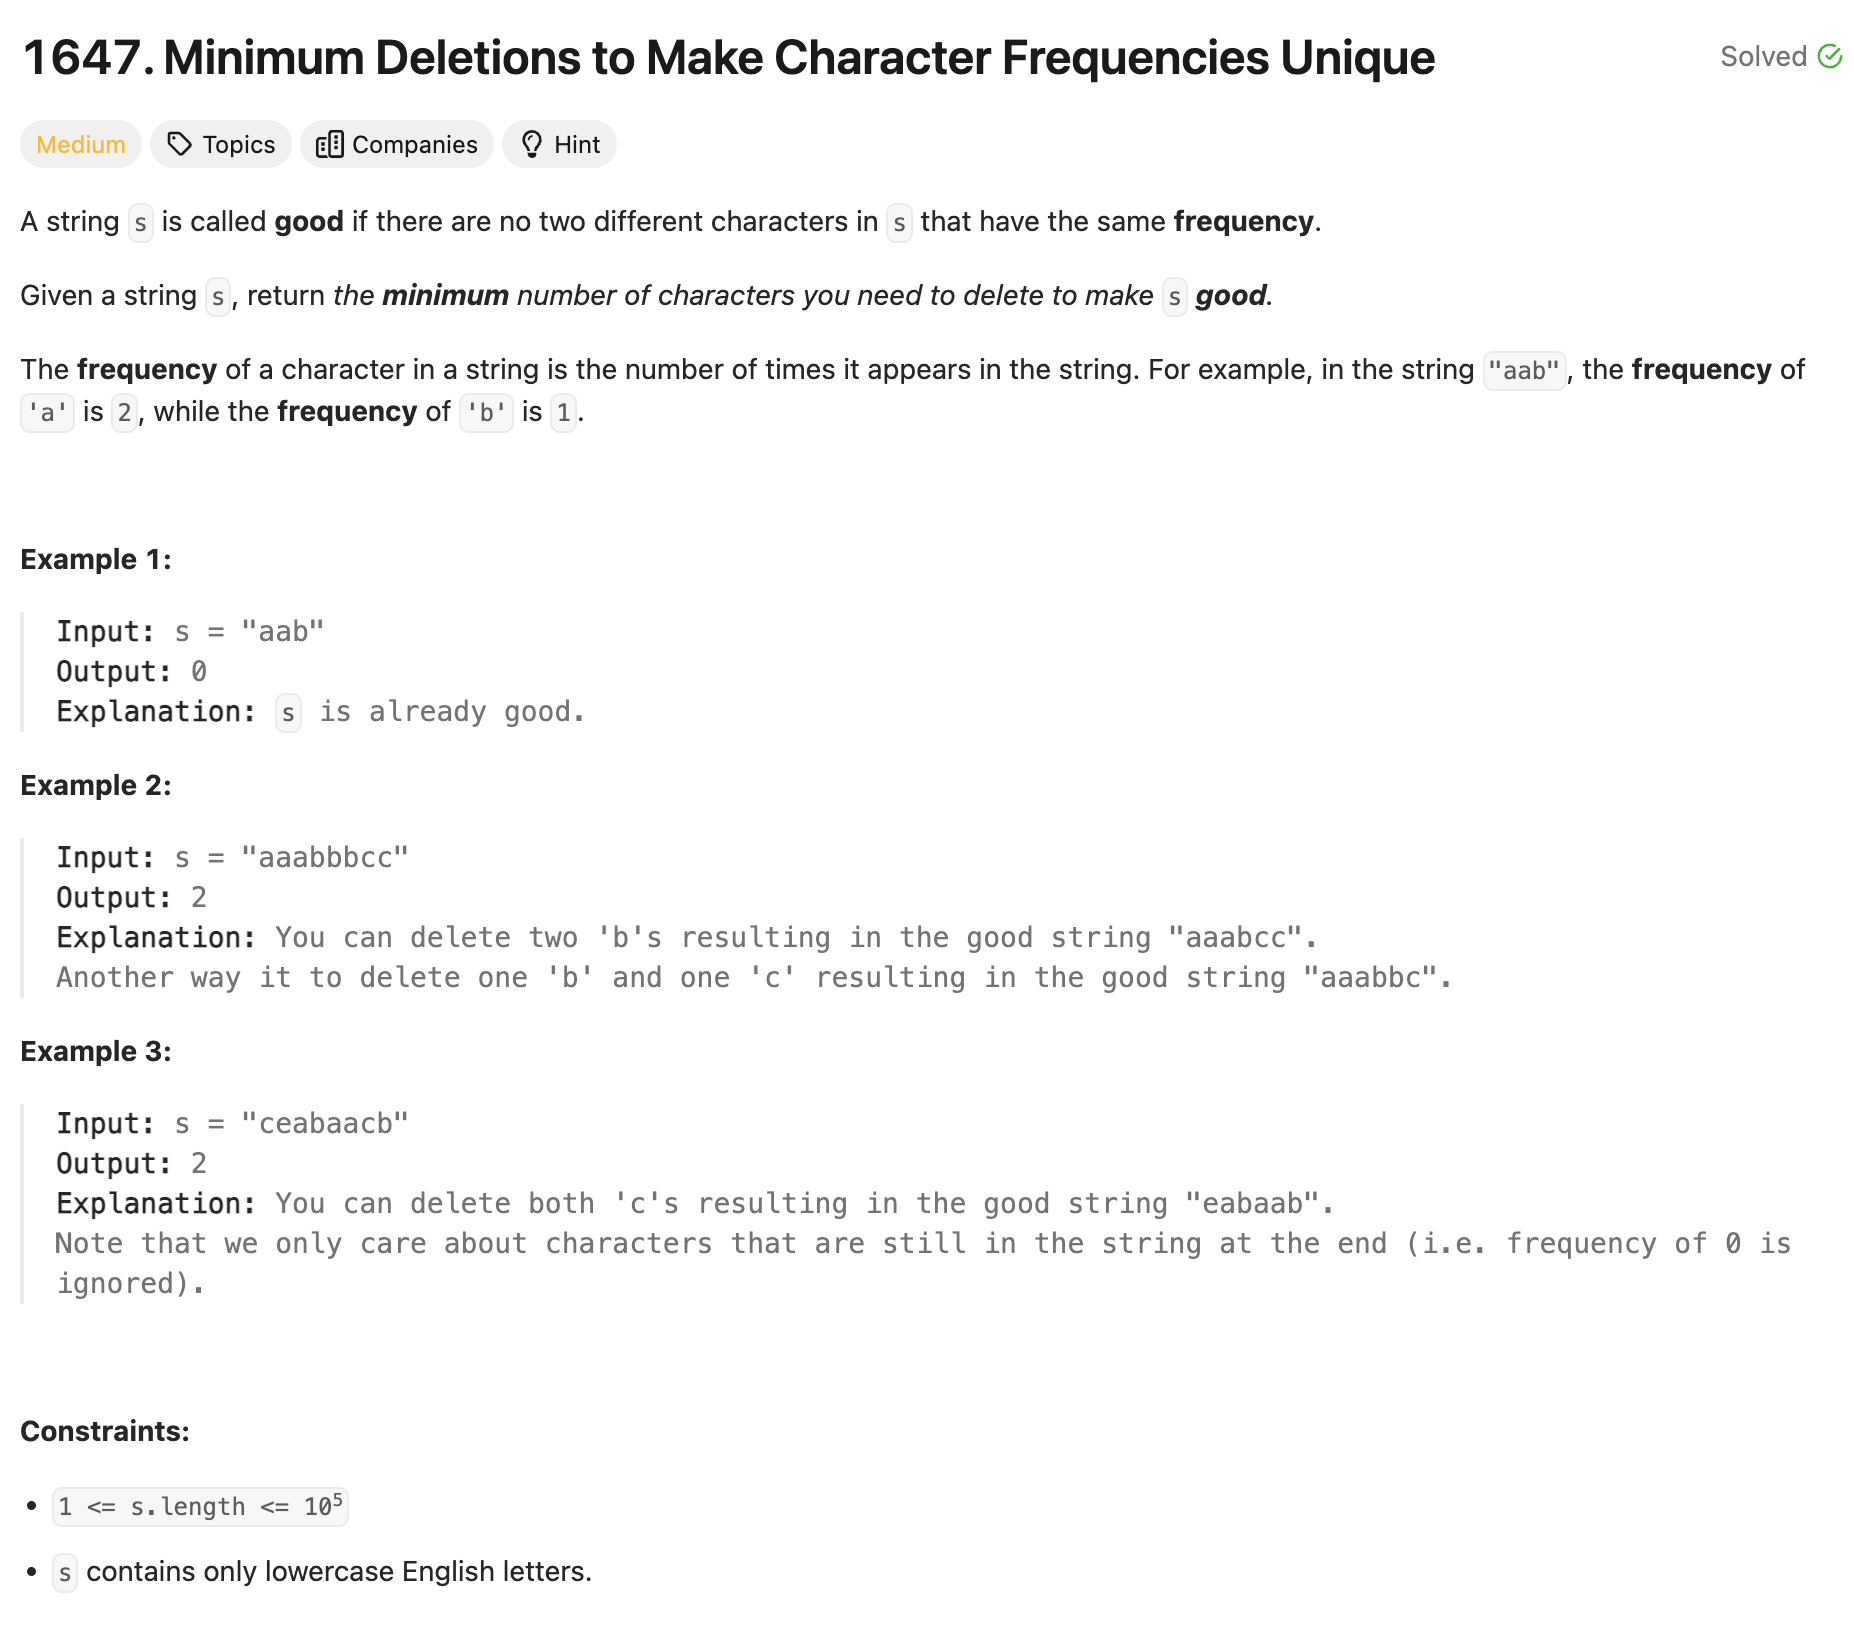 1647. Minimum Deletions to Make Character Frequencies Unique
Solved
Medium Topics Companies Hint
A string s is called good if there are no two different characters in s that have the same frequency.
Given a string s, return the minimum number of characters you need to delete to make s good.
The frequency of a character in a string is the number of times it appears in the string. For example, in the string "aab", the frequency of
'a' is 2, while the frequency of 'b' is 1.
Example 1:
Input: s = "aab"
Output: 0
Explanation: s is already good.
Example 2:
Input: s = "aaabbbcc"
Output: 2
Explanation: You can delete two 'b's resulting in the good string "aaabcc".
Another way it to delete one 'b' and one 'c' resulting in the good string "aaabbc".
Example 3:
Input: s = "ceabaacb"
Output: 2
Explanation: You can delete both 'c's resulting in the good string "eabaab".
Note that we only care about characters that are still in the string at the end (i.e. frequency of 0 is
ignored).
Constraints:
• 1 <= s.length <= 10⁵
• s contains only lowercase English letters.